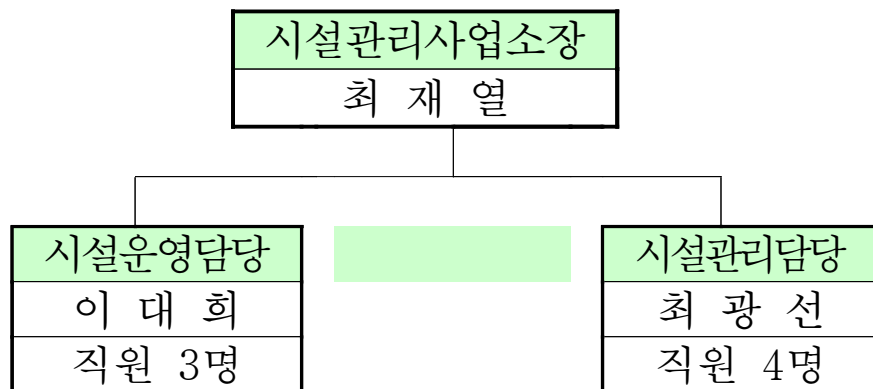 시설관리사업소장
최 재 열
시설운영담당
이 대 희
직원 3명
시설관리담당
최 광 선
직원 4명